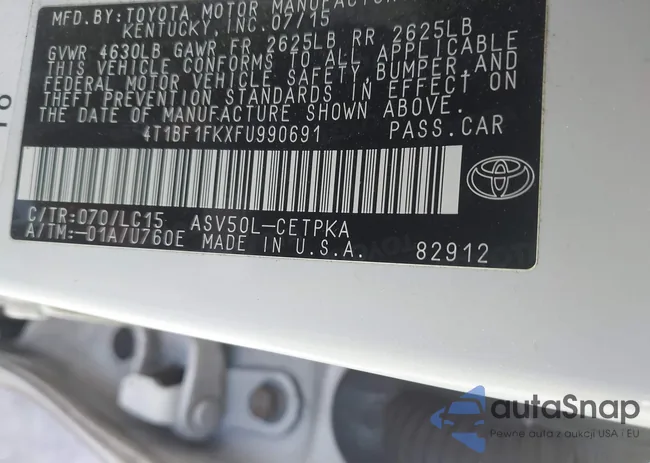 MFD. BY: TOYOTA MOTOR MANUFACTUR
KENTUCKY, INC. 07/15
GVWR 4630LB GAWR FR 2625LB RR 2625LB
THIS VEHICLE CONFORMS TO ALL APPLICABLE
FEDERAL MOTOR VEHICLE SAFETY, BUMPER AND
THEFT PREVENTION STANDARDS IN EFFECT ON
THE DATE OF MANUFACTURE SHOWN ABOVE.
4T1BF1FKXFU990691 PASS.CAR
C/TR:070/LC15 ASV50L-CETPKA
A/TM:-01A/U760E MADE IN U.S.A. 82912
autaSnap
Pewne auta z aukcji USA i EU